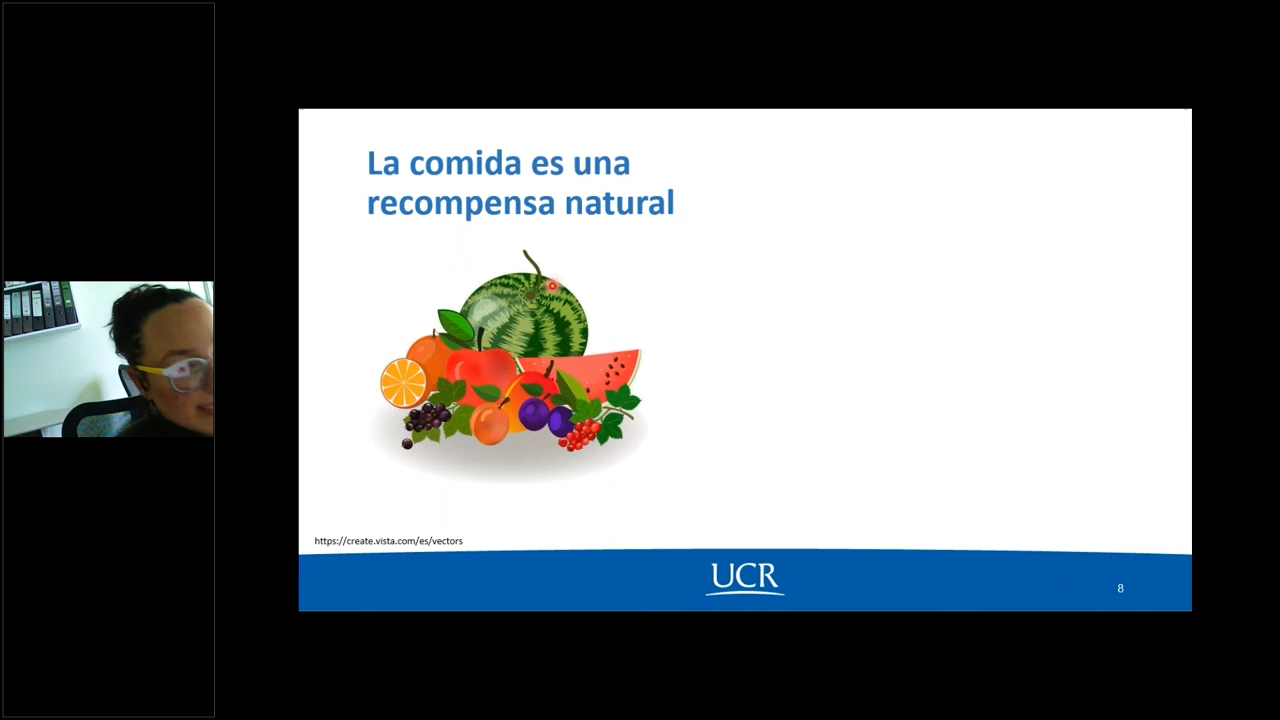 La comida es una
recompensa natural
https://create.vista.com/es/vectors
UCR
8